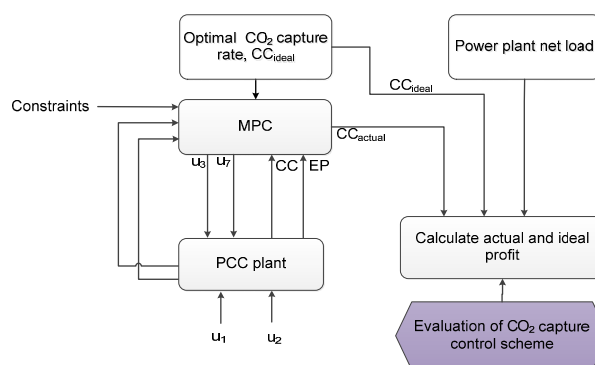 Optimal CO₂ capture
rate, CCideal
Power plant net load
CCideal
Constraints
MPC
CCactual
u₃ u₇ CC EP
PCC plant
Calculate actual and ideal
profit
u₁ u₂
Evaluation of CO₂ capture
control scheme